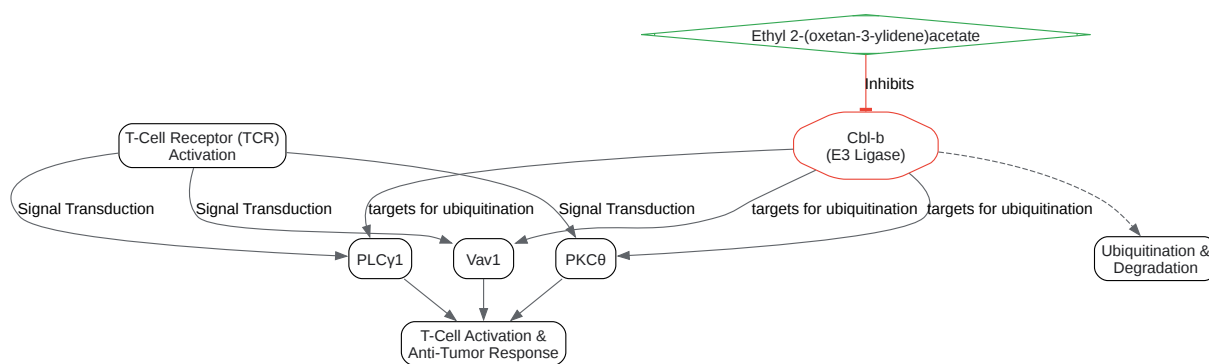 Ethyl 2-(oxetan-3-ylidene)acetate
Inhibits
T-Cell Receptor (TCR)
Activation
Cbl-b
(E3 Ligase)
Signal Transduction
Signal Transduction
targets for ubiquitination
Signal Transduction
targets for ubiquitination
targets for ubiquitination
PLCγ1
Vav1
PKCθ
Ubiquitination &
Degradation
T-Cell Activation &
Anti-Tumor Response